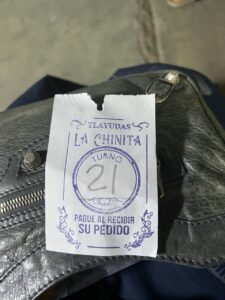 TLAYUDAS
LA CHINITA
TURNO
21
PAGUE AL RECIBIR
SU PEDIDO